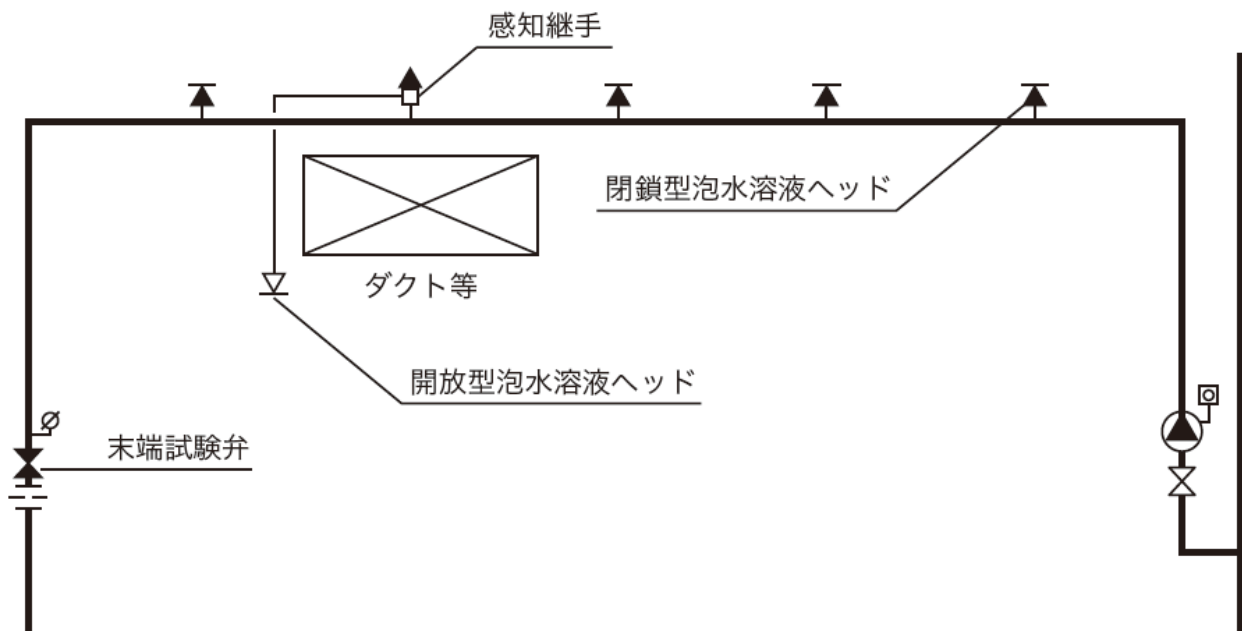 感知継手
閉鎖型泡水溶液ヘッド
ダクト等
開放型泡水溶液ヘッド
末端試験弁